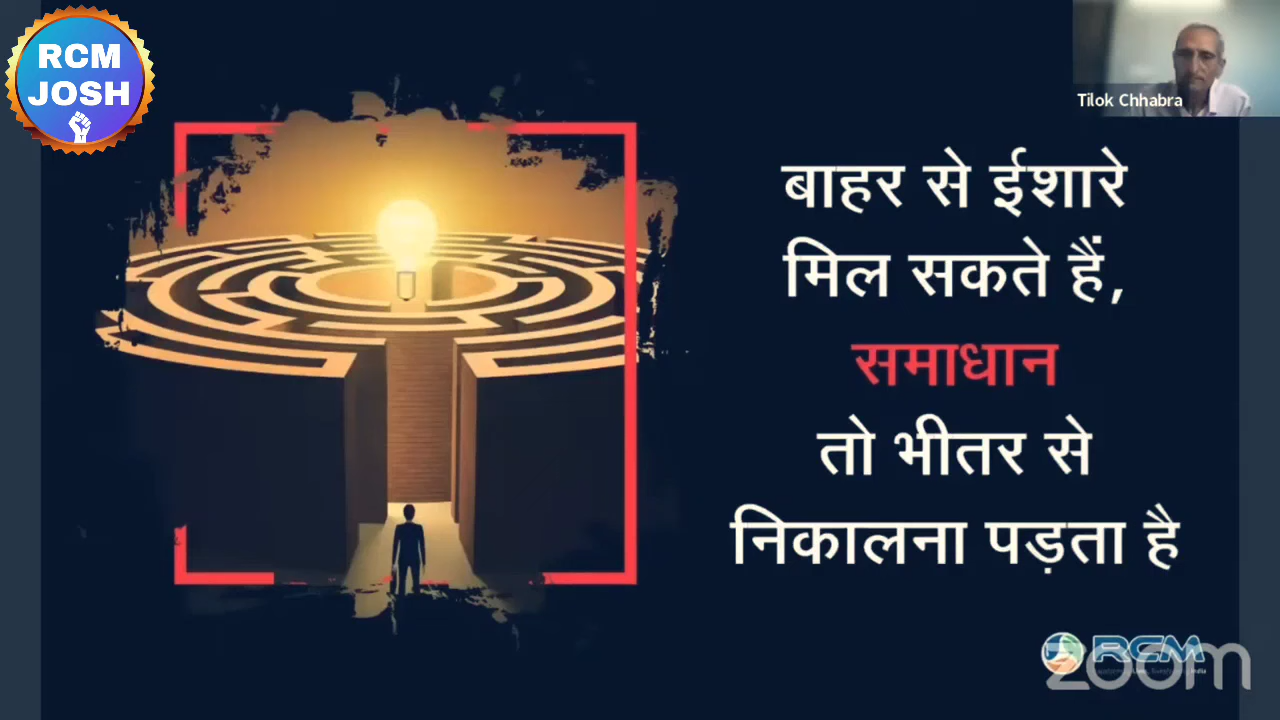 RCM
JOSH
Tilok Chhabra
बाहर से ईशारे
मिल सकते हैं,
समाधान
तो भीतर से
निकालना पड़ता है
RCM
zoom